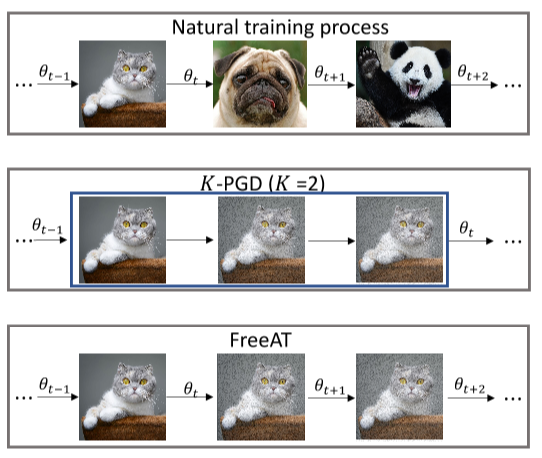 Natural training process
... θt−1 θt θt+1 θt+2 ...
K-PGD (K =2)
... θt−1 θt ...
FreeAT
... θt−1 θt θt+1 θt+2 ...